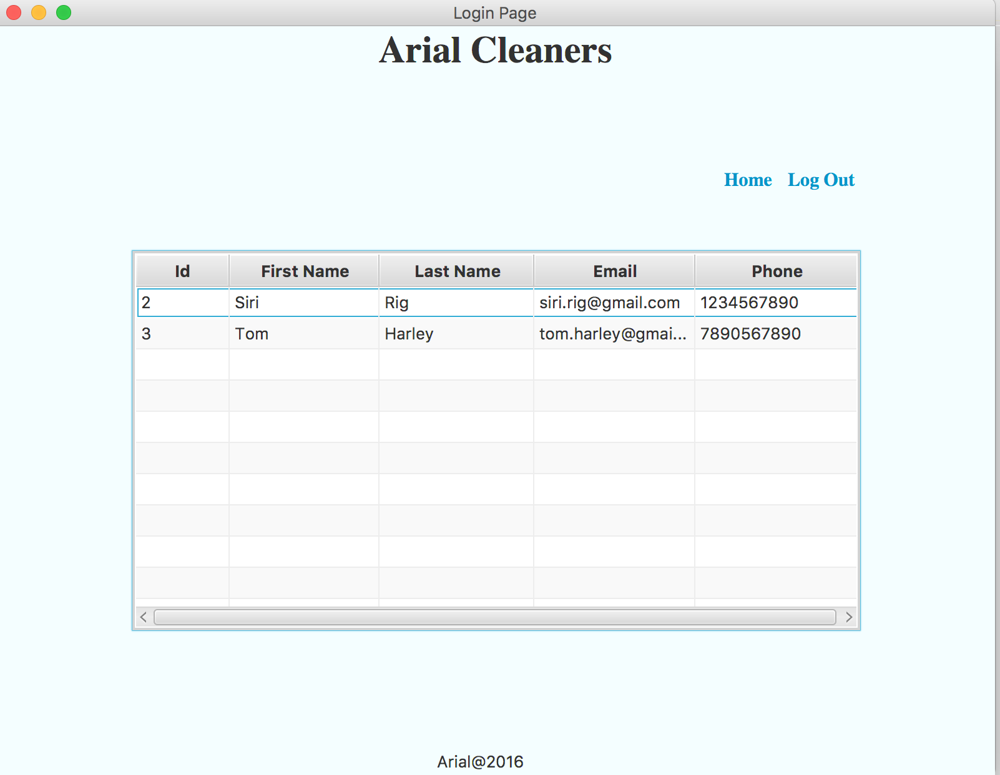 Login Page
Arial Cleaners
Home Log Out
Id First Name Last Name Email Phone
2 Siri Rig siri.rig@gmail.com 1234567890
3 Tom Harley tom.harley@gmai... 7890567890
Arial@2016